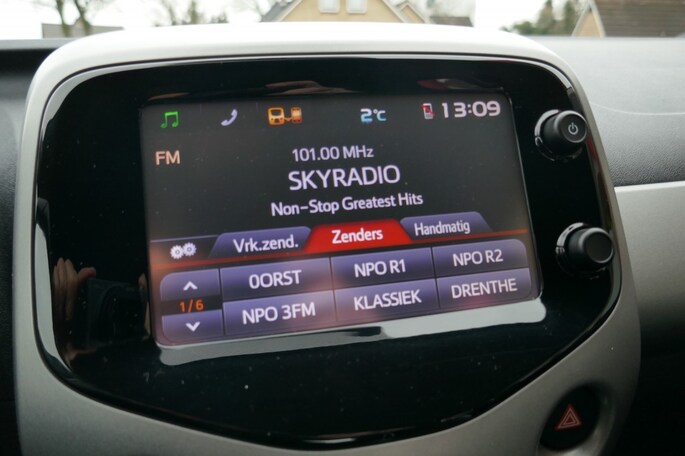 2°C 13:09
FM
101.00 MHz
SKYRADIO
Non-Stop Greatest Hits
Vrk.zend. Zenders Handmatig
1/6
0ORST NPO R1 NPO R2
NPO 3FM KLASSIEK DRENTHE